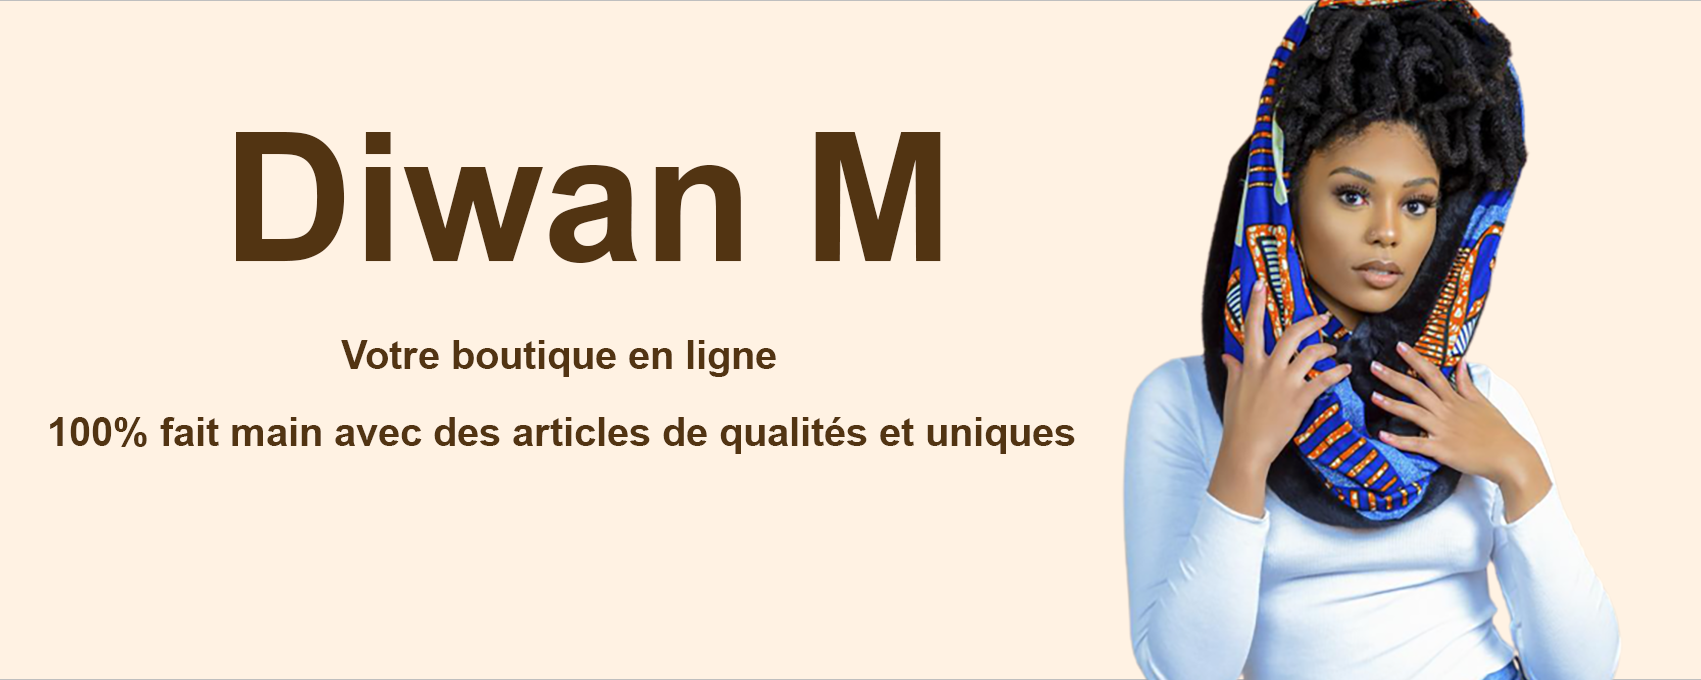 Diwan M
Votre boutique en ligne
100% fait main avec des articles de qualités et uniques